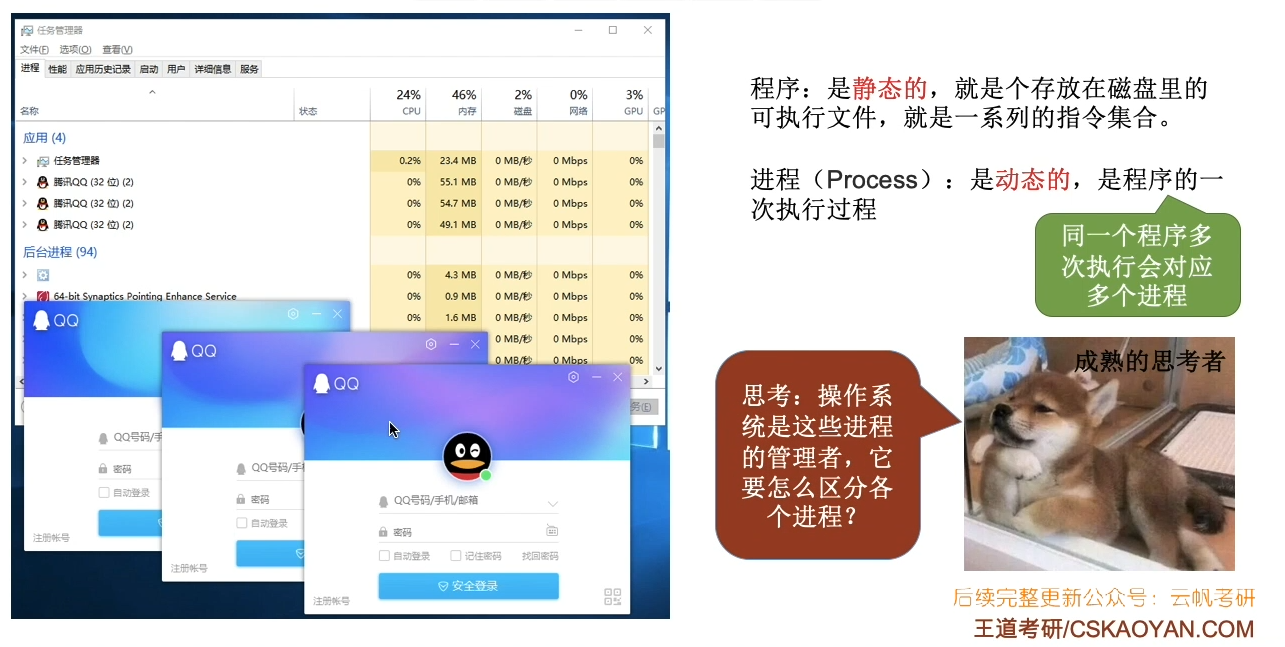 任务管理器
文件(F) 选项(O) 查看(V)
进程 性能 应用历史记录 启动 用户 详细信息 服务
24% 46% 2% 0% 3%
名称 状态 CPU 内存 磁盘 网络 GPU GP
应用 (4)
任务管理器 0.2% 23.4 MB 0 MB/秒 0 Mbps 0%
腾讯QQ (32 位) (2) 0% 55.1 MB 0 MB/秒 0 Mbps 0%
腾讯QQ (32 位) (2) 0% 54.7 MB 0 MB/秒 0 Mbps 0%
腾讯QQ (32 位) (2) 0% 49.1 MB 0 MB/秒 0 Mbps 0%
后台进程 (94)
0% 4.3 MB 0 MB/秒 0 Mbps 0%
64-bit Synaptics Pointing Enhance Service 0% 0.9 MB 0 MB/秒 0 Mbps 0%
0% 1.6 MB 0 MB/秒 0 Mbps 0%
0 MB/秒 0 Mbps 0%
0 MB/秒 0 Mbps 0%
务(E)
QQ
QQ号码/手
密码
自动登录
注册帐号
QQ
QQ号码/手机
密码
自动登录
注册帐号
QQ
QQ号码/手机/邮箱
密码
自动登录 记住密码 找回密码
安全登录
注册帐号
程序：是静态的，就是个存放在磁盘里的
可执行文件，就是一系列的指令集合。
进程（Process）：是动态的，是程序的一
次执行过程
同一个程序多
次执行会对应
多个进程
思考：操作系
统是这些进程
的管理者，它
要怎么区分各
个进程？
成熟的思考者
后续完整更新公众号：云帆考研
王道考研/CSKAOYAN.COM